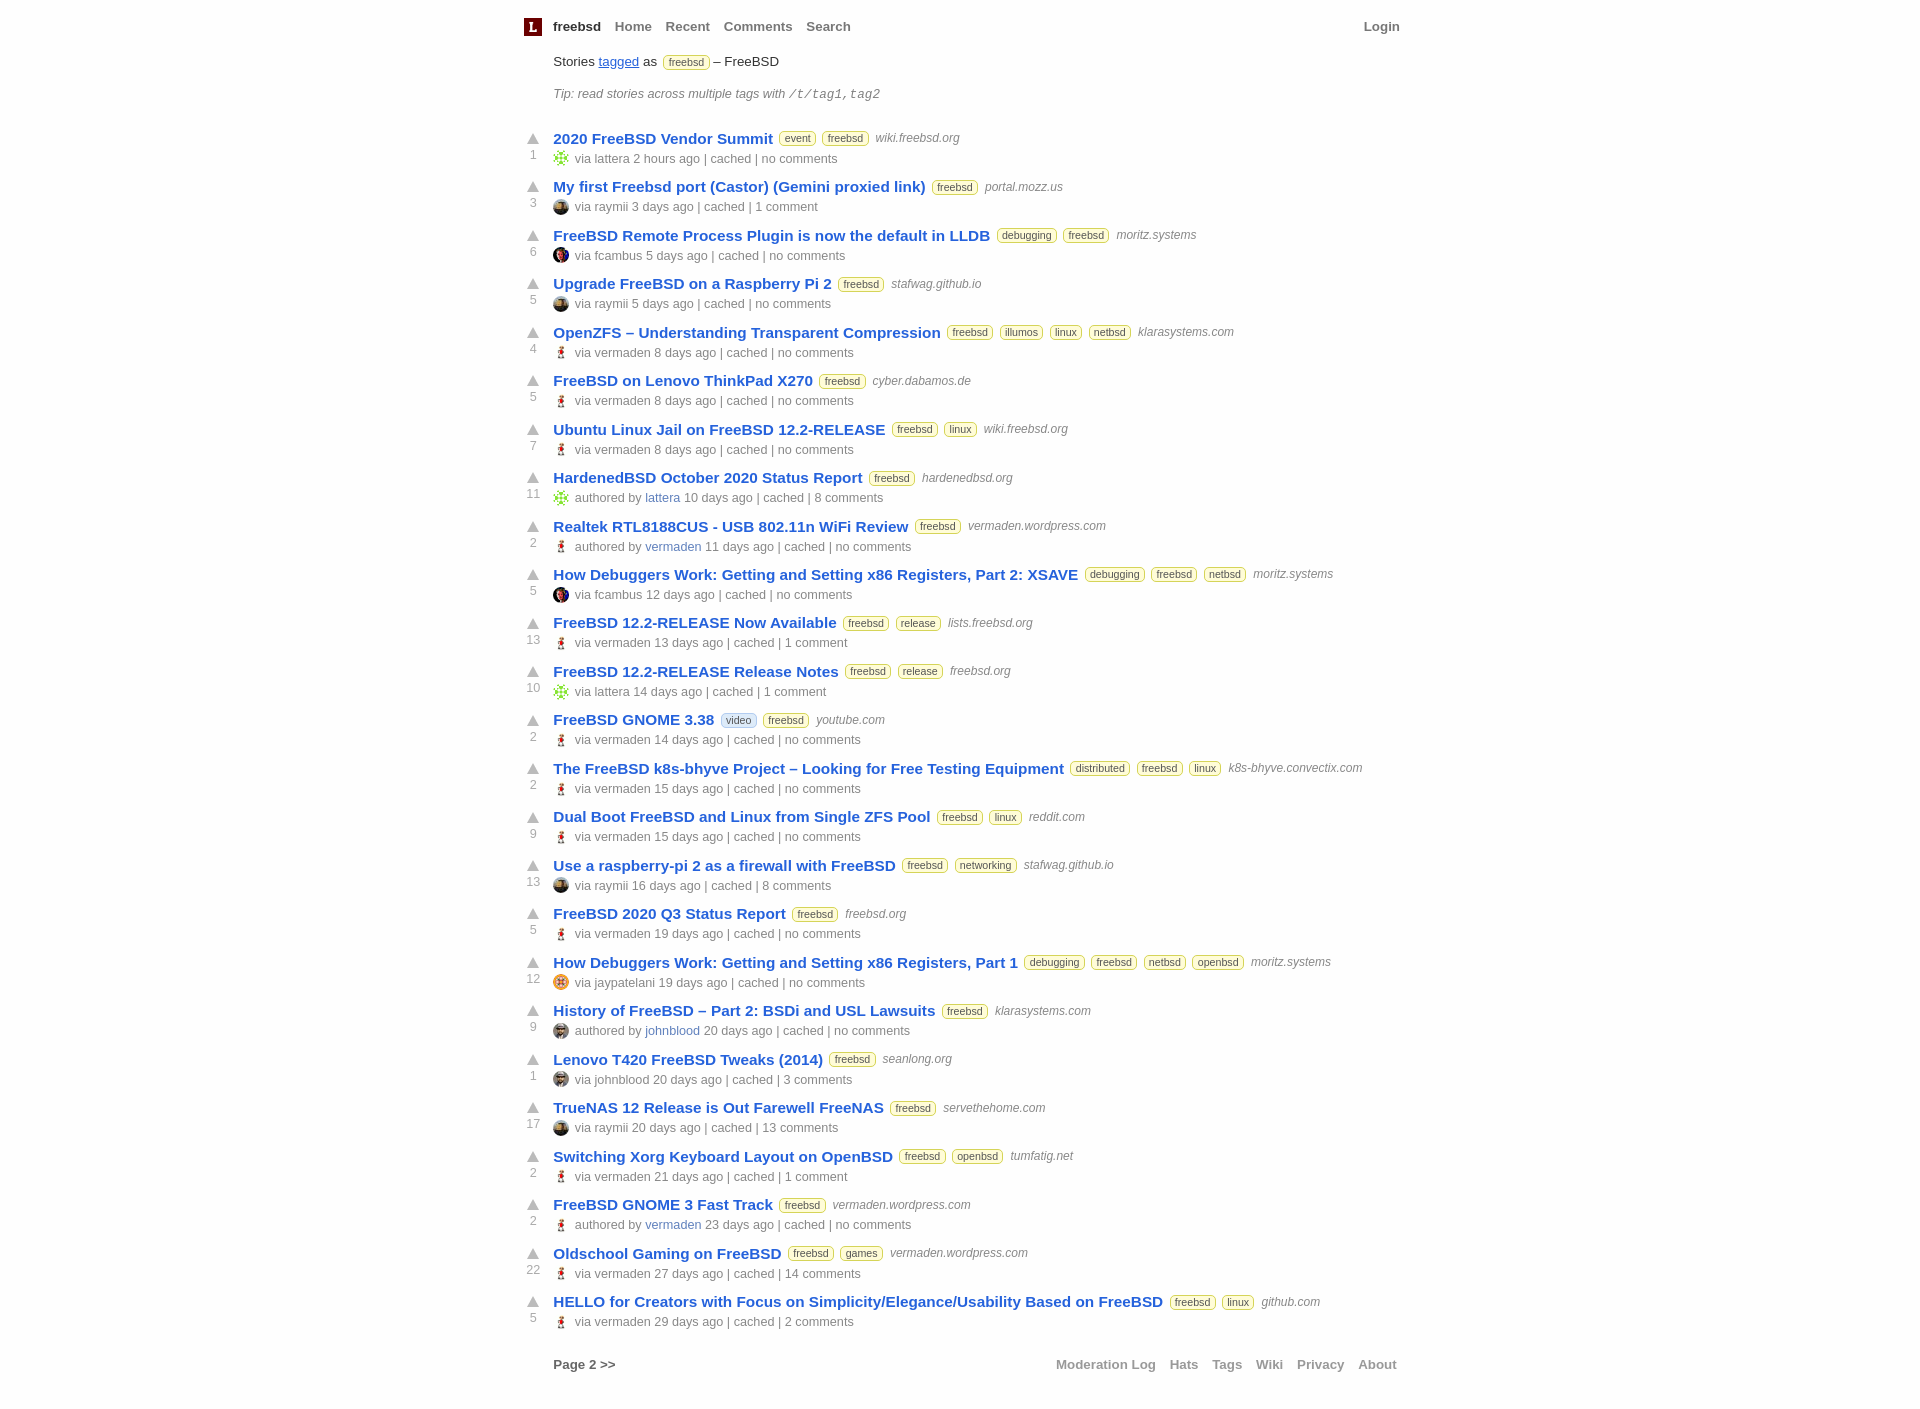 L freebsd Home Recent Comments Search Login
Stories tagged as freebsd – FreeBSD
Tip: read stories across multiple tags with /t/tag1,tag2
2020 FreeBSD Vendor Summit event freebsd wiki.freebsd.org
1 via lattera 2 hours ago | cached | no comments
My first Freebsd port (Castor) (Gemini proxied link) freebsd portal.mozz.us
3 via raymii 3 days ago | cached | 1 comment
FreeBSD Remote Process Plugin is now the default in LLDB debugging freebsd moritz.systems
6 via fcambus 5 days ago | cached | no comments
Upgrade FreeBSD on a Raspberry Pi 2 freebsd stafwag.github.io
5 via raymii 5 days ago | cached | no comments
OpenZFS – Understanding Transparent Compression freebsd illumos linux netbsd klarasystems.com
4 via vermaden 8 days ago | cached | no comments
FreeBSD on Lenovo ThinkPad X270 freebsd cyber.dabamos.de
5 via vermaden 8 days ago | cached | no comments
Ubuntu Linux Jail on FreeBSD 12.2-RELEASE freebsd linux wiki.freebsd.org
7 via vermaden 8 days ago | cached | no comments
HardenedBSD October 2020 Status Report freebsd hardenedbsd.org
11 authored by lattera 10 days ago | cached | 8 comments
Realtek RTL8188CUS - USB 802.11n WiFi Review freebsd vermaden.wordpress.com
2 authored by vermaden 11 days ago | cached | no comments
How Debuggers Work: Getting and Setting x86 Registers, Part 2: XSAVE debugging freebsd netbsd moritz.systems
5 via fcambus 12 days ago | cached | no comments
FreeBSD 12.2-RELEASE Now Available freebsd release lists.freebsd.org
13 via vermaden 13 days ago | cached | 1 comment
FreeBSD 12.2-RELEASE Release Notes freebsd release freebsd.org
10 via lattera 14 days ago | cached | 1 comment
FreeBSD GNOME 3.38 video freebsd youtube.com
2 via vermaden 14 days ago | cached | no comments
The FreeBSD k8s-bhyve Project – Looking for Free Testing Equipment distributed freebsd linux k8s-bhyve.convectix.com
2 via vermaden 15 days ago | cached | no comments
Dual Boot FreeBSD and Linux from Single ZFS Pool freebsd linux reddit.com
9 via vermaden 15 days ago | cached | no comments
Use a raspberry-pi 2 as a firewall with FreeBSD freebsd networking stafwag.github.io
13 via raymii 16 days ago | cached | 8 comments
FreeBSD 2020 Q3 Status Report freebsd freebsd.org
5 via vermaden 19 days ago | cached | no comments
How Debuggers Work: Getting and Setting x86 Registers, Part 1 debugging freebsd netbsd openbsd moritz.systems
12 via jaypatelani 19 days ago | cached | no comments
History of FreeBSD – Part 2: BSDi and USL Lawsuits freebsd klarasystems.com
9 authored by johnblood 20 days ago | cached | no comments
Lenovo T420 FreeBSD Tweaks (2014) freebsd seanlong.org
1 via johnblood 20 days ago | cached | 3 comments
TrueNAS 12 Release is Out Farewell FreeNAS freebsd servethehome.com
17 via raymii 20 days ago | cached | 13 comments
Switching Xorg Keyboard Layout on OpenBSD freebsd openbsd tumfatig.net
2 via vermaden 21 days ago | cached | 1 comment
FreeBSD GNOME 3 Fast Track freebsd vermaden.wordpress.com
2 authored by vermaden 23 days ago | cached | no comments
Oldschool Gaming on FreeBSD freebsd games vermaden.wordpress.com
22 via vermaden 27 days ago | cached | 14 comments
HELLO for Creators with Focus on Simplicity/Elegance/Usability Based on FreeBSD freebsd linux github.com
5 via vermaden 29 days ago | cached | 2 comments
Page 2 >> Moderation Log Hats Tags Wiki Privacy About